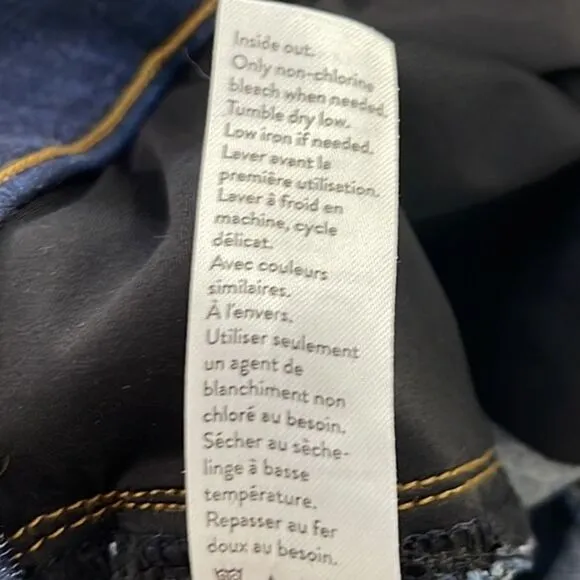 Inside out.
Only non-chlorine
bleach when needed.
Tumble dry low.
Low iron if needed.
Laver avant la
première utilisation.
Laver à froid en
machine, cycle
délicat.
Avec couleurs
similaires.
À l'envers.
Utiliser seulement
un agent de
blanchiment non
chloré au besoin.
Sécher au sèche-
linge à basse
température.
Repasser au fer
doux au besoin.